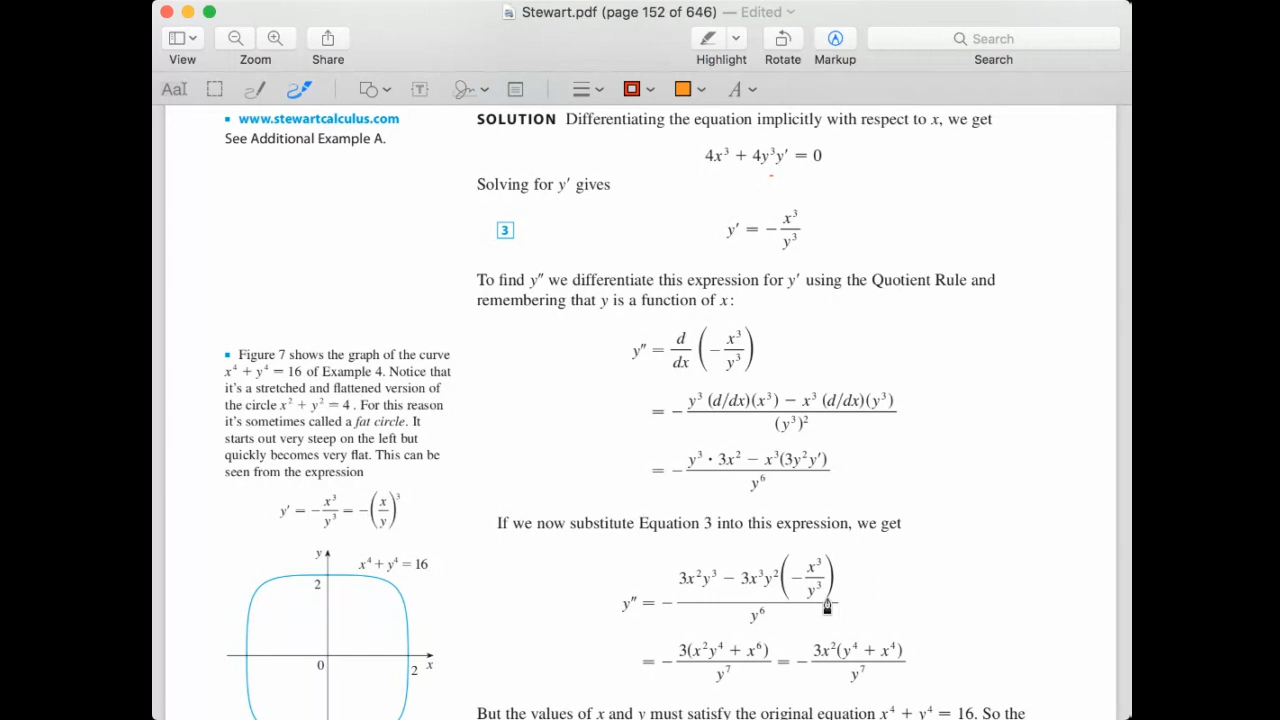 Stewart.pdf (page 152 of 646) — Edited
View
Zoom
Share
Highlight
Rotate
Markup
Search
Search
AaI
T
A
www.stewartcalculus.com
See Additional Example A.
SOLUTION Differentiating the equation implicitly with respect to x, we get
4x³ + 4y³y′ = 0
Solving for y′ gives
3 y′ = − x³/y³
To find y″ we differentiate this expression for y′ using the Quotient Rule and
remembering that y is a function of x:
y″ = d/dx (− x³/y³)
= − (y³ (d/dx)(x³) − x³ (d/dx)(y³))/(y³)²
= − (y³ · 3x² − x³(3y²y′))/y⁶
Figure 7 shows the graph of the curve
x⁴ + y⁴ = 16 of Example 4. Notice that
it’s a stretched and flattened version of
the circle x² + y² = 4. For this reason
it’s sometimes called a fat circle. It
starts out very steep on the left but
quickly becomes very flat. This can be
seen from the expression
y′ = − x³/y³ = −(x/y)³
y
x⁴ + y⁴ = 16
2
0
2
x
If we now substitute Equation 3 into this expression, we get
y″ = − (3x²y³ − 3x³y²(− x³/y³))/y⁶
= − 3(x²y⁴ + x⁶)/y⁷ = − 3x²(y⁴ + x⁴)/y⁷
But the values of x and y must satisfy the original equation x⁴ + y⁴ = 16. So the